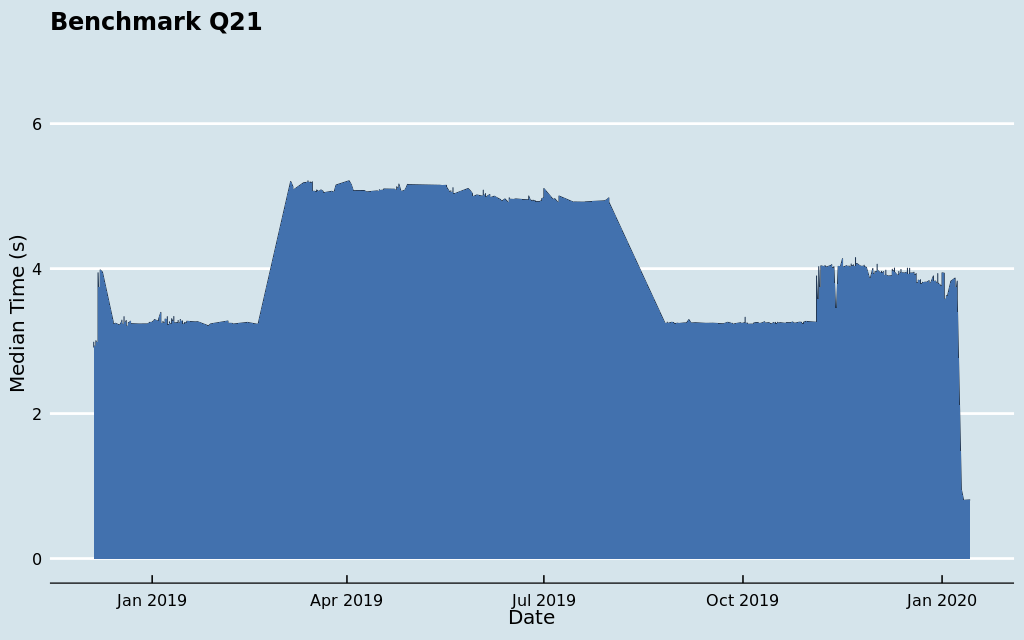 Benchmark Q21
Median Time (s)
6
4
2
0
Jan 2019
Apr 2019
Jul 2019
Oct 2019
Jan 2020
Date